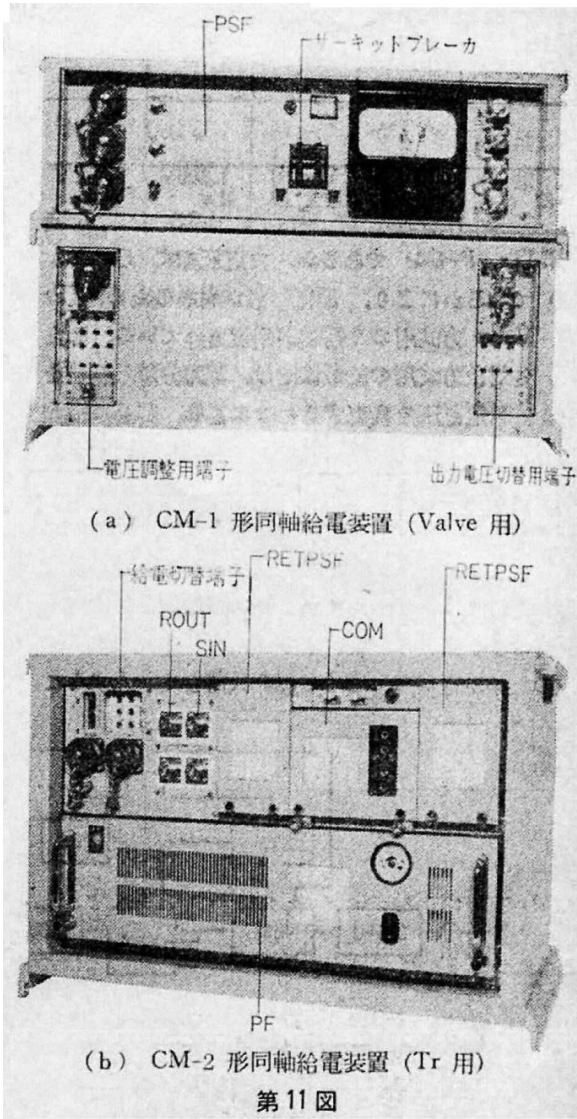 PSF
サーキットブレーカ
電圧調整用端子
出力電圧切替用端子
(a) CM-1 形同軸給電装置 (Valve 用)
給電切替端子
RETPSF
RETPSF
ROUT
SIN
COM
PF
(b) CM-2 形同軸給電装置 (Tr 用)
第11図